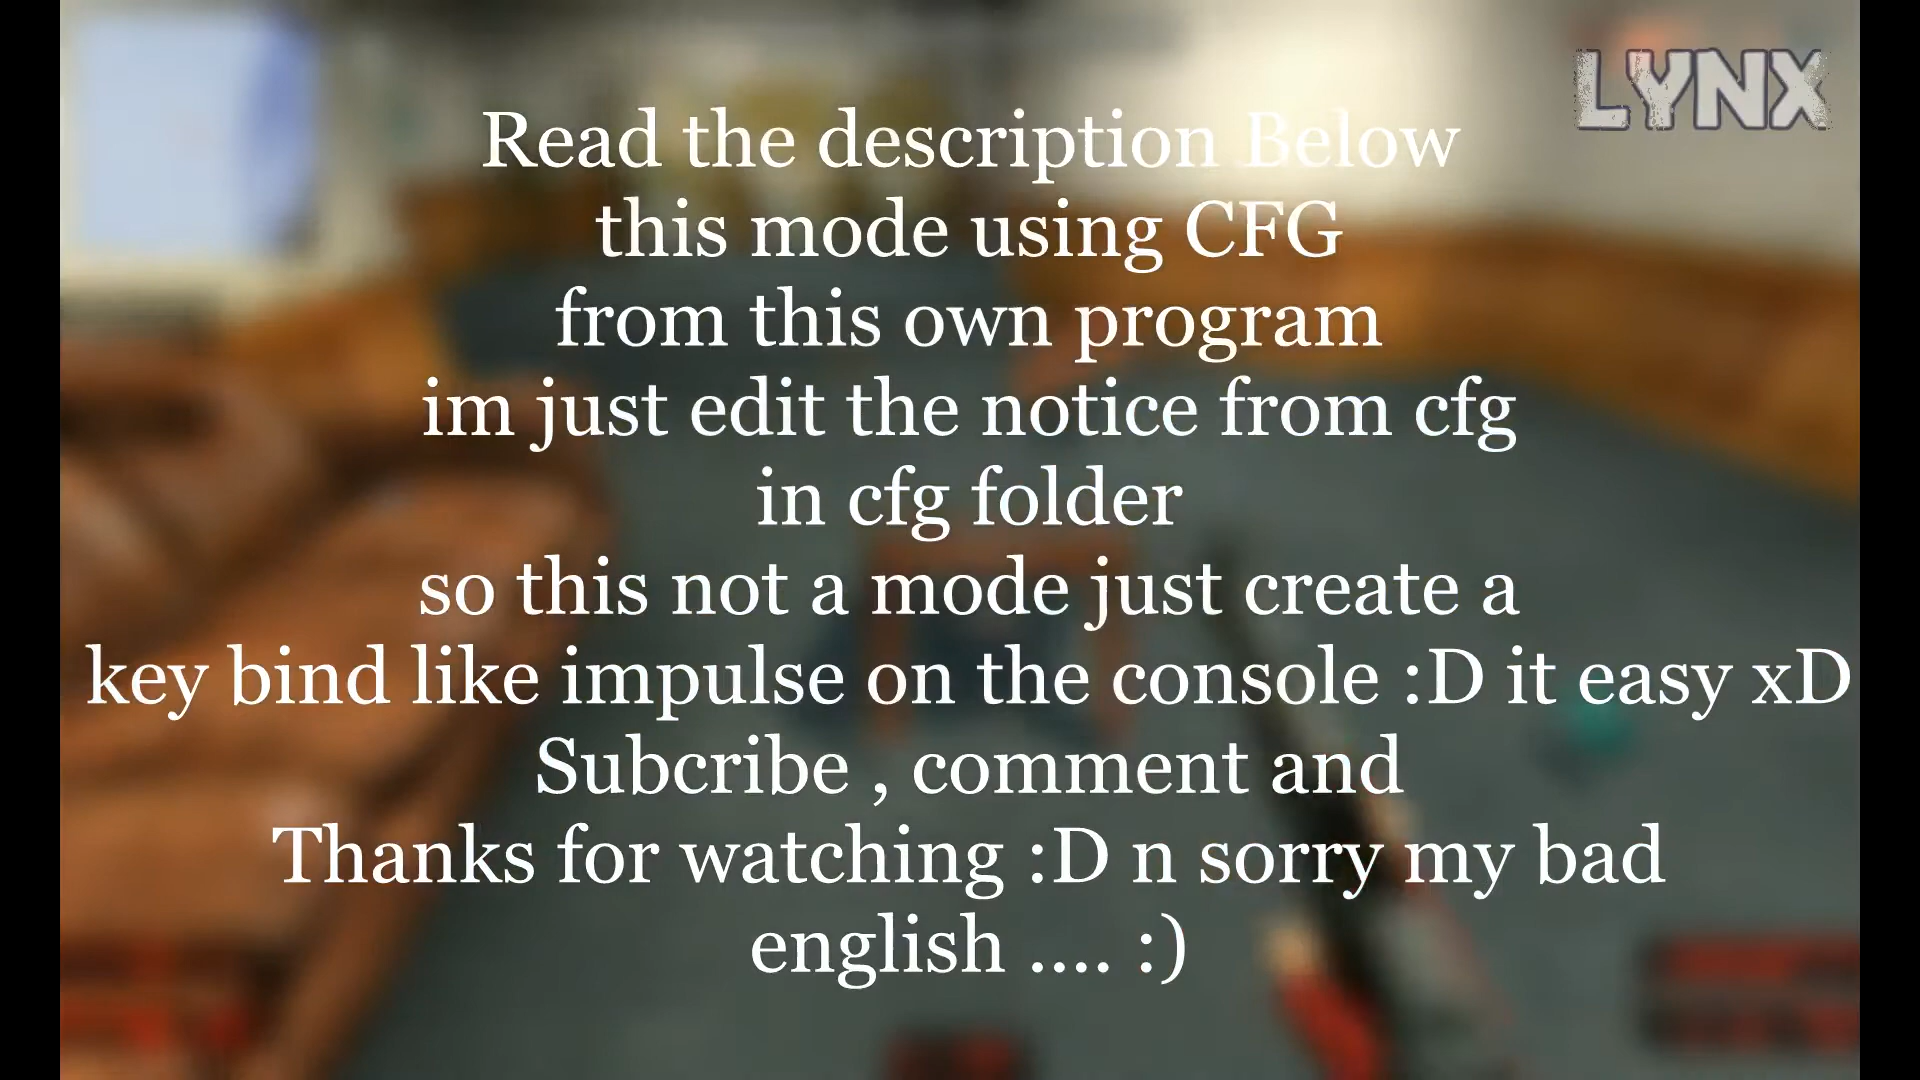 LYNX
Read the description Below
this mode using CFG
from this own program
im just edit the notice from cfg
in cfg folder
so this not a mode just create a
key bind like impulse on the console :D it easy xD
Subcribe , comment and
Thanks for watching :D n sorry my bad
english .... :)